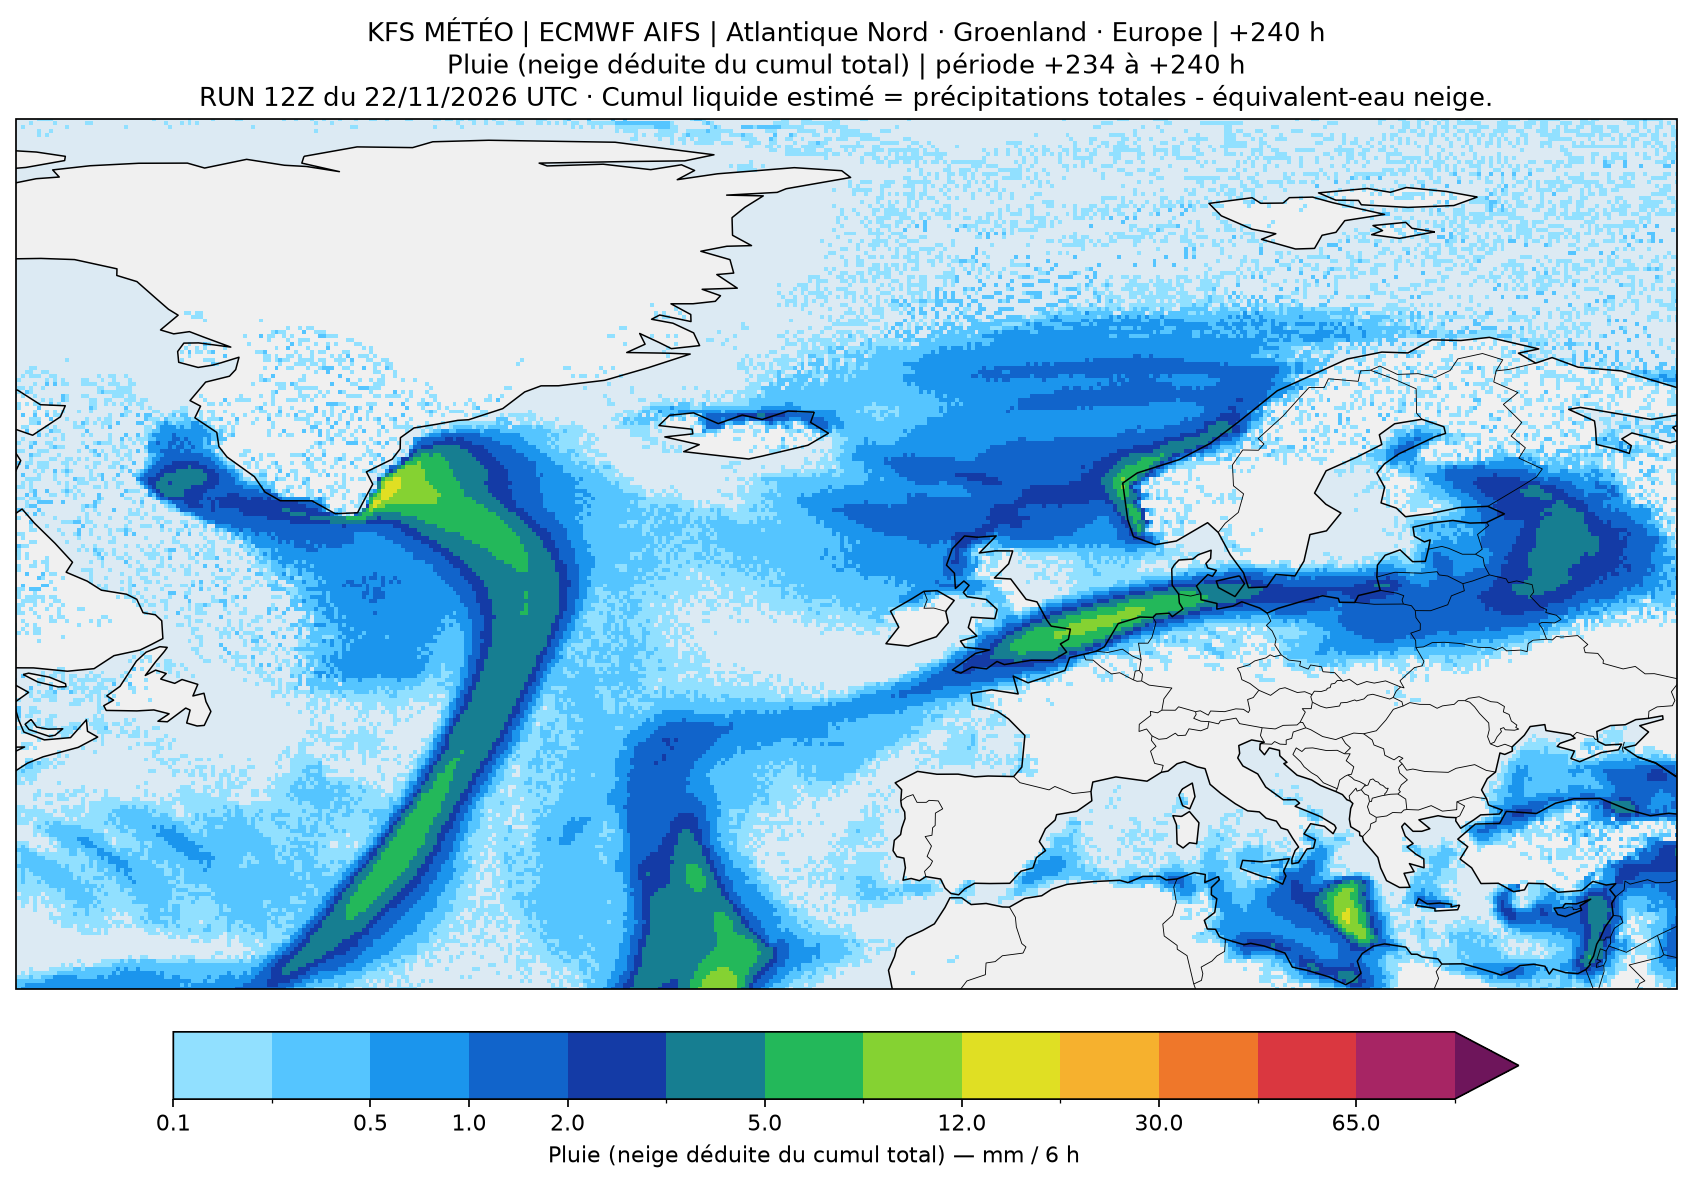 KFS MÉTÉO | ECMWF AIFS | Atlantique Nord · Groenland · Europe | +240 h
Pluie (neige déduite du cumul total) | période +234 à +240 h
RUN 12Z du 22/11/2026 UTC · Cumul liquide estimé = précipitations totales - équivalent-eau neige.
0.1 0.5 1.0 2.0 5.0 12.0 30.0 65.0
Pluie (neige déduite du cumul total) — mm / 6 h